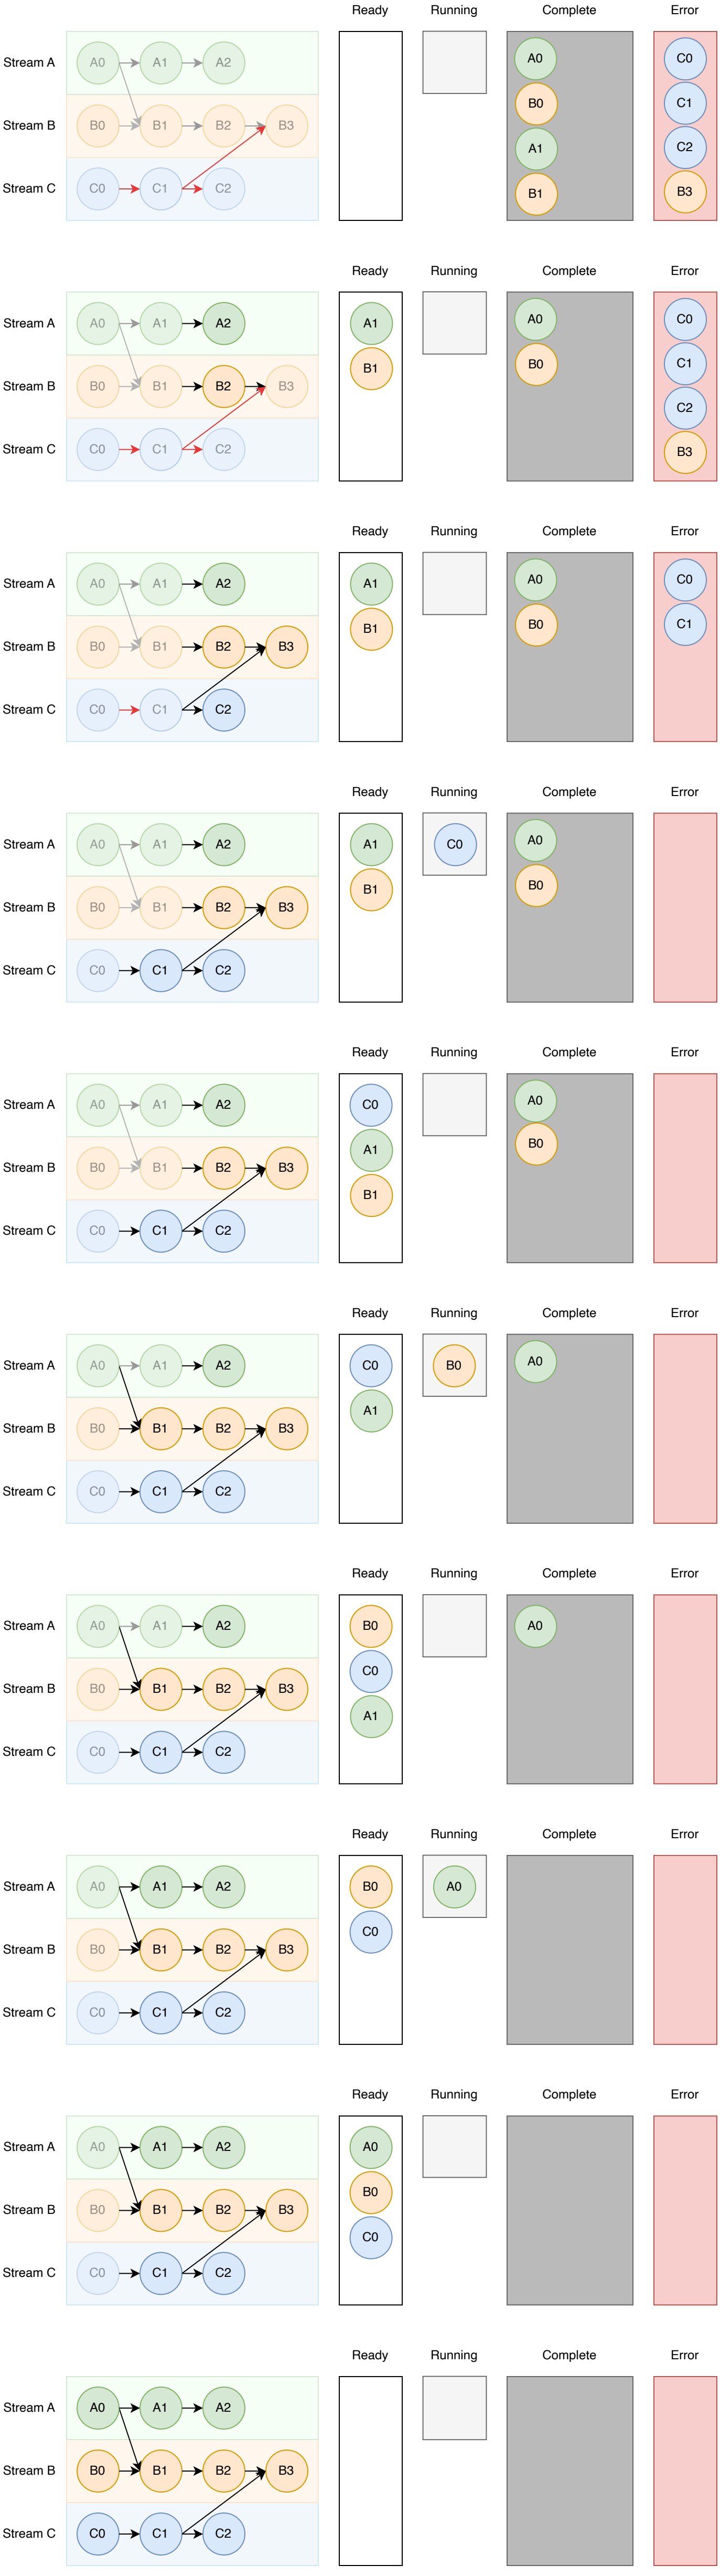 Ready Running Complete Error
Stream A A0 A1 A2 A0 C0
B0 C1
Stream B B0 B1 B2 B3 A1 C2
Stream C C0 C1 C2 B1 B3
Ready Running Complete Error
Stream A A0 A1 A2 A1 A0 C0
B1 B0 C1
Stream B B0 B1 B2 B3 C2
Stream C C0 C1 C2 B3
Ready Running Complete Error
Stream A A0 A1 A2 A1 A0 C0
B1 B0 C1
Stream B B0 B1 B2 B3
Stream C C0 C1 C2
Ready Running Complete Error
Stream A A0 A1 A2 A1 C0 A0
B1 B0
Stream B B0 B1 B2 B3
Stream C C0 C1 C2
Ready Running Complete Error
Stream A A0 A1 A2 C0 A0
A1 B0
Stream B B0 B1 B2 B3
B1
Stream C C0 C1 C2
Ready Running Complete Error
Stream A A0 A1 A2 C0 B0 A0
A1
Stream B B0 B1 B2 B3
Stream C C0 C1 C2
Ready Running Complete Error
Stream A A0 A1 A2 B0 A0
C0
Stream B B0 B1 B2 B3
A1
Stream C C0 C1 C2
Ready Running Complete Error
Stream A A0 A1 A2 B0 A0
C0
Stream B B0 B1 B2 B3
Stream C C0 C1 C2
Ready Running Complete Error
Stream A A0 A1 A2 A0
B0
Stream B B0 B1 B2 B3
C0
Stream C C0 C1 C2
Ready Running Complete Error
Stream A A0 A1 A2
Stream B B0 B1 B2 B3
Stream C C0 C1 C2